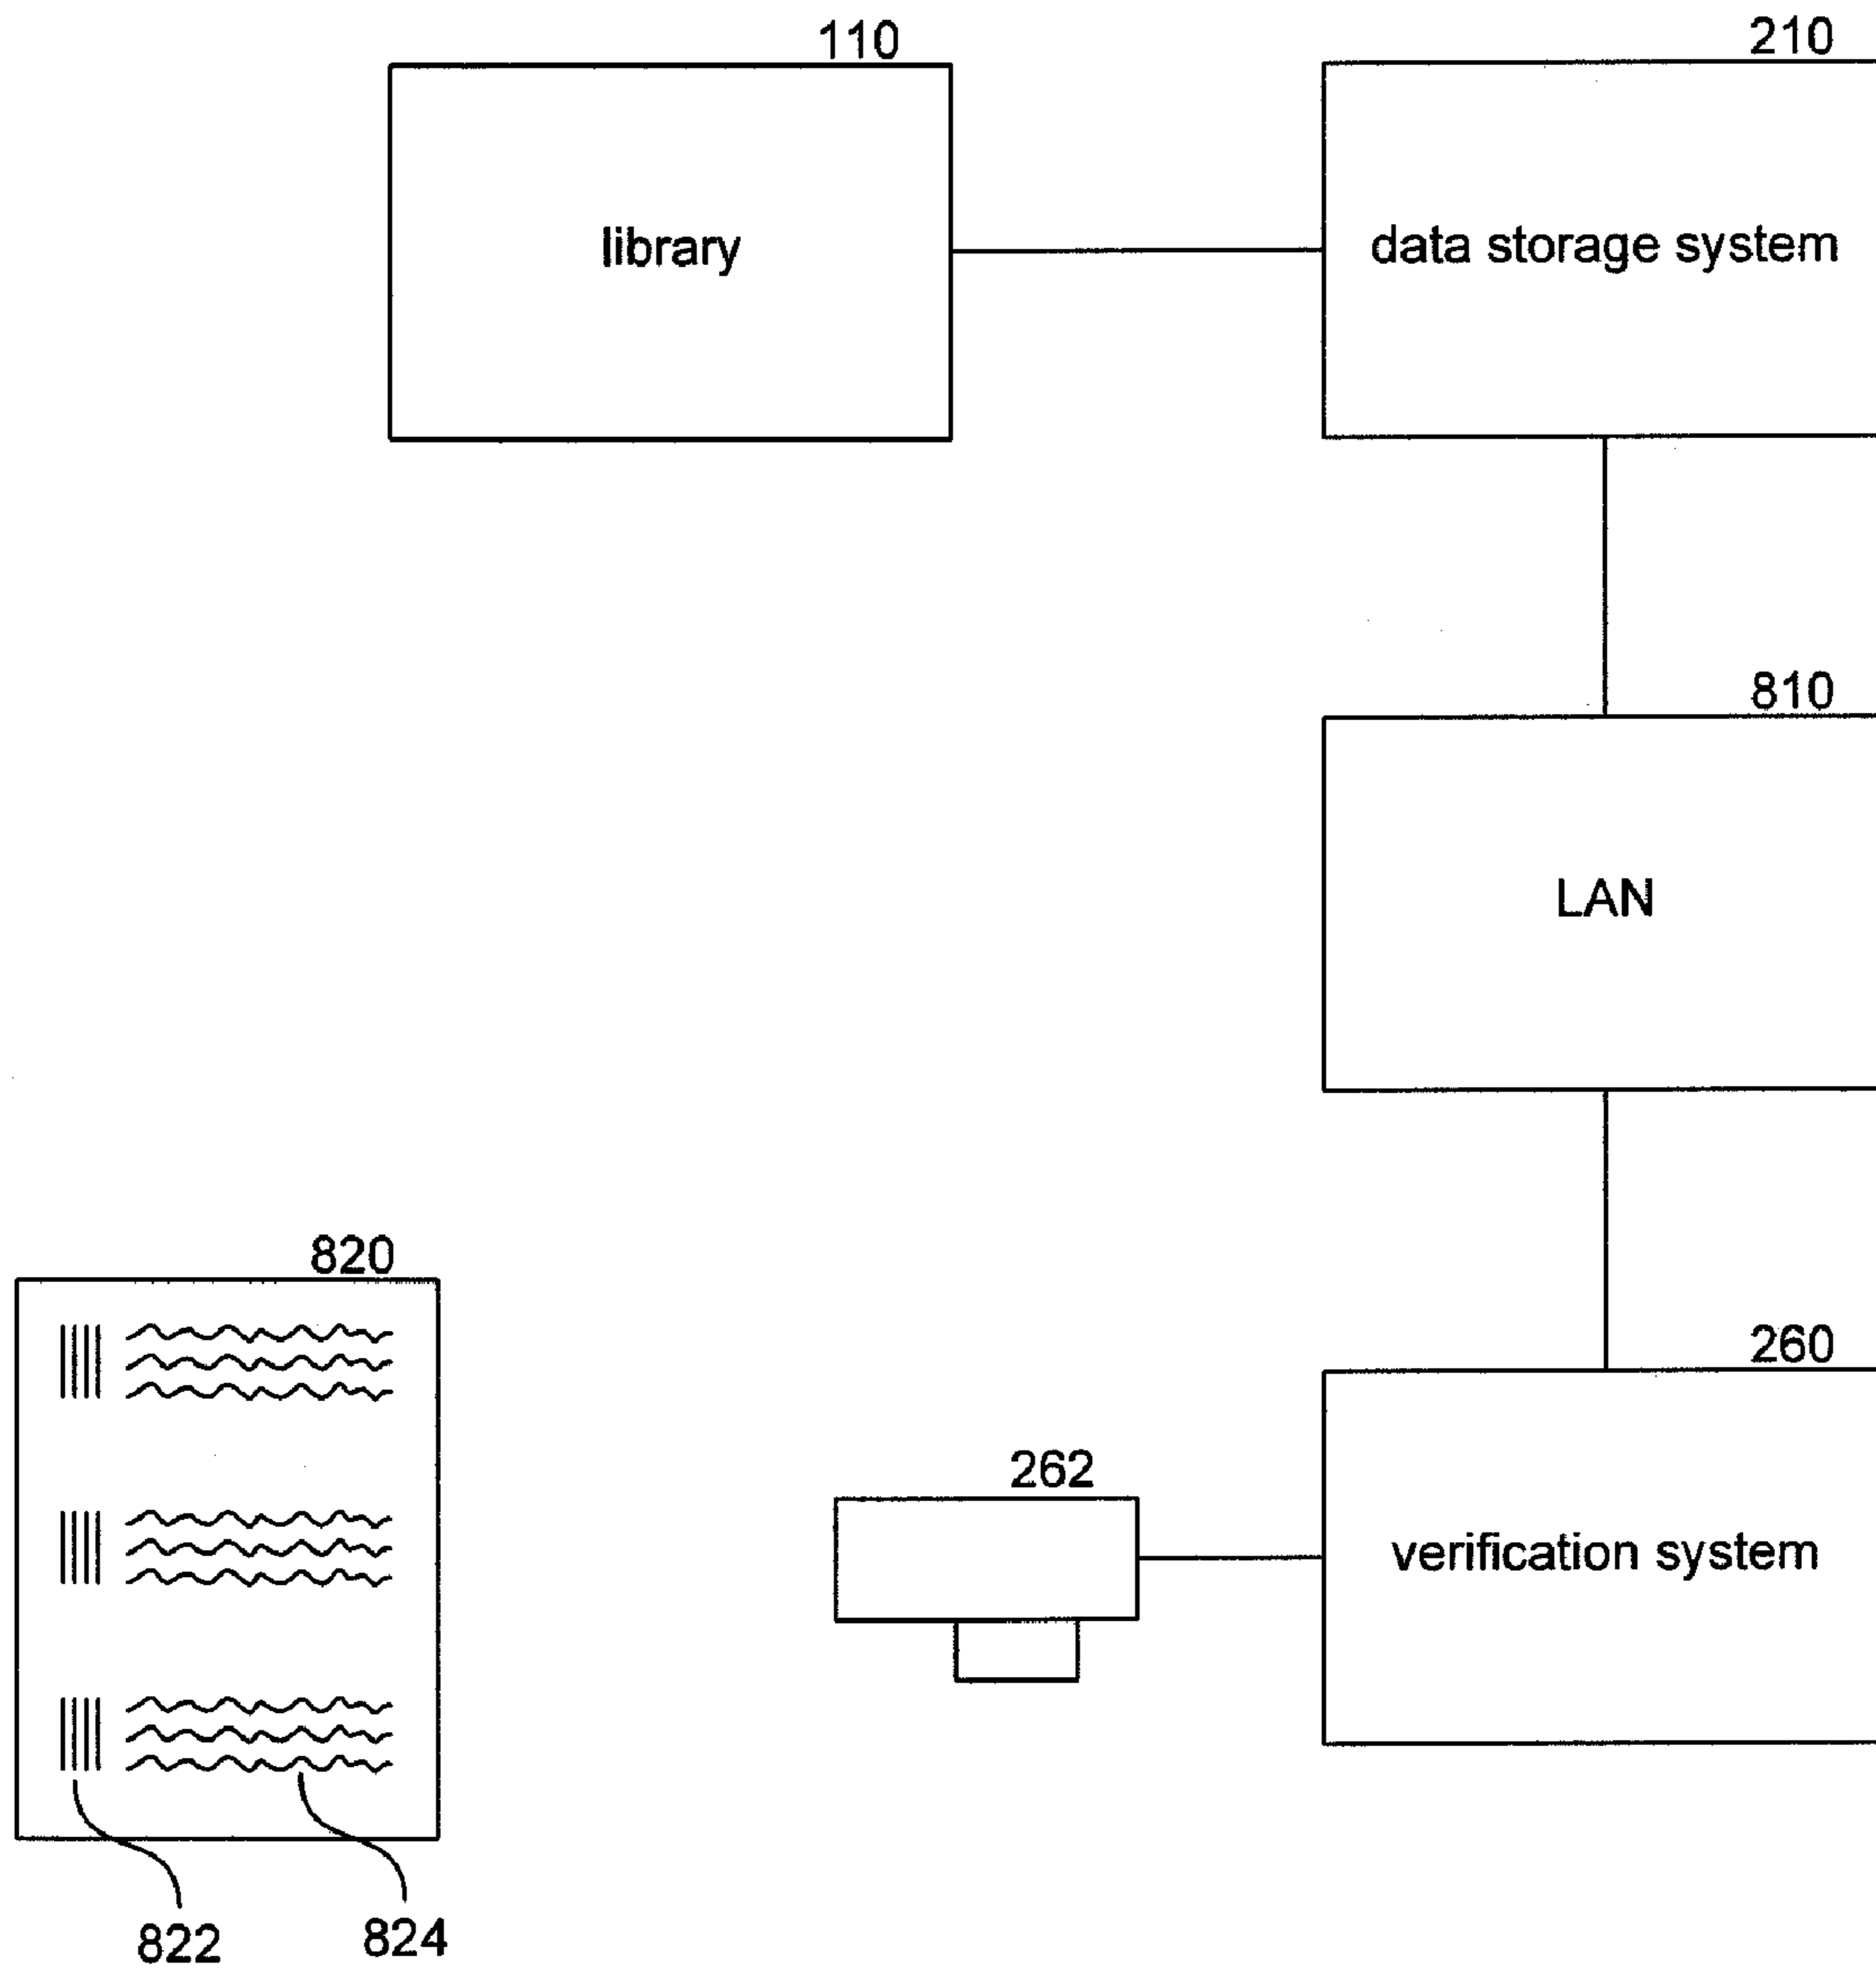 110
210
library
data storage system
810
LAN
820
260
262
verification system
822
824